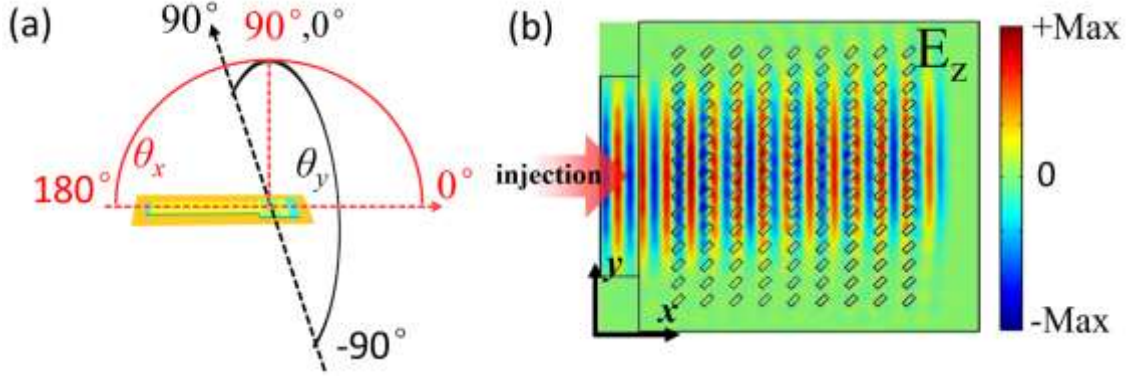 (a)
90°
90°,0°
θx
θy
180°
0°
-90°
(b)
Ez
+Max
0
-Max
injection
y
x